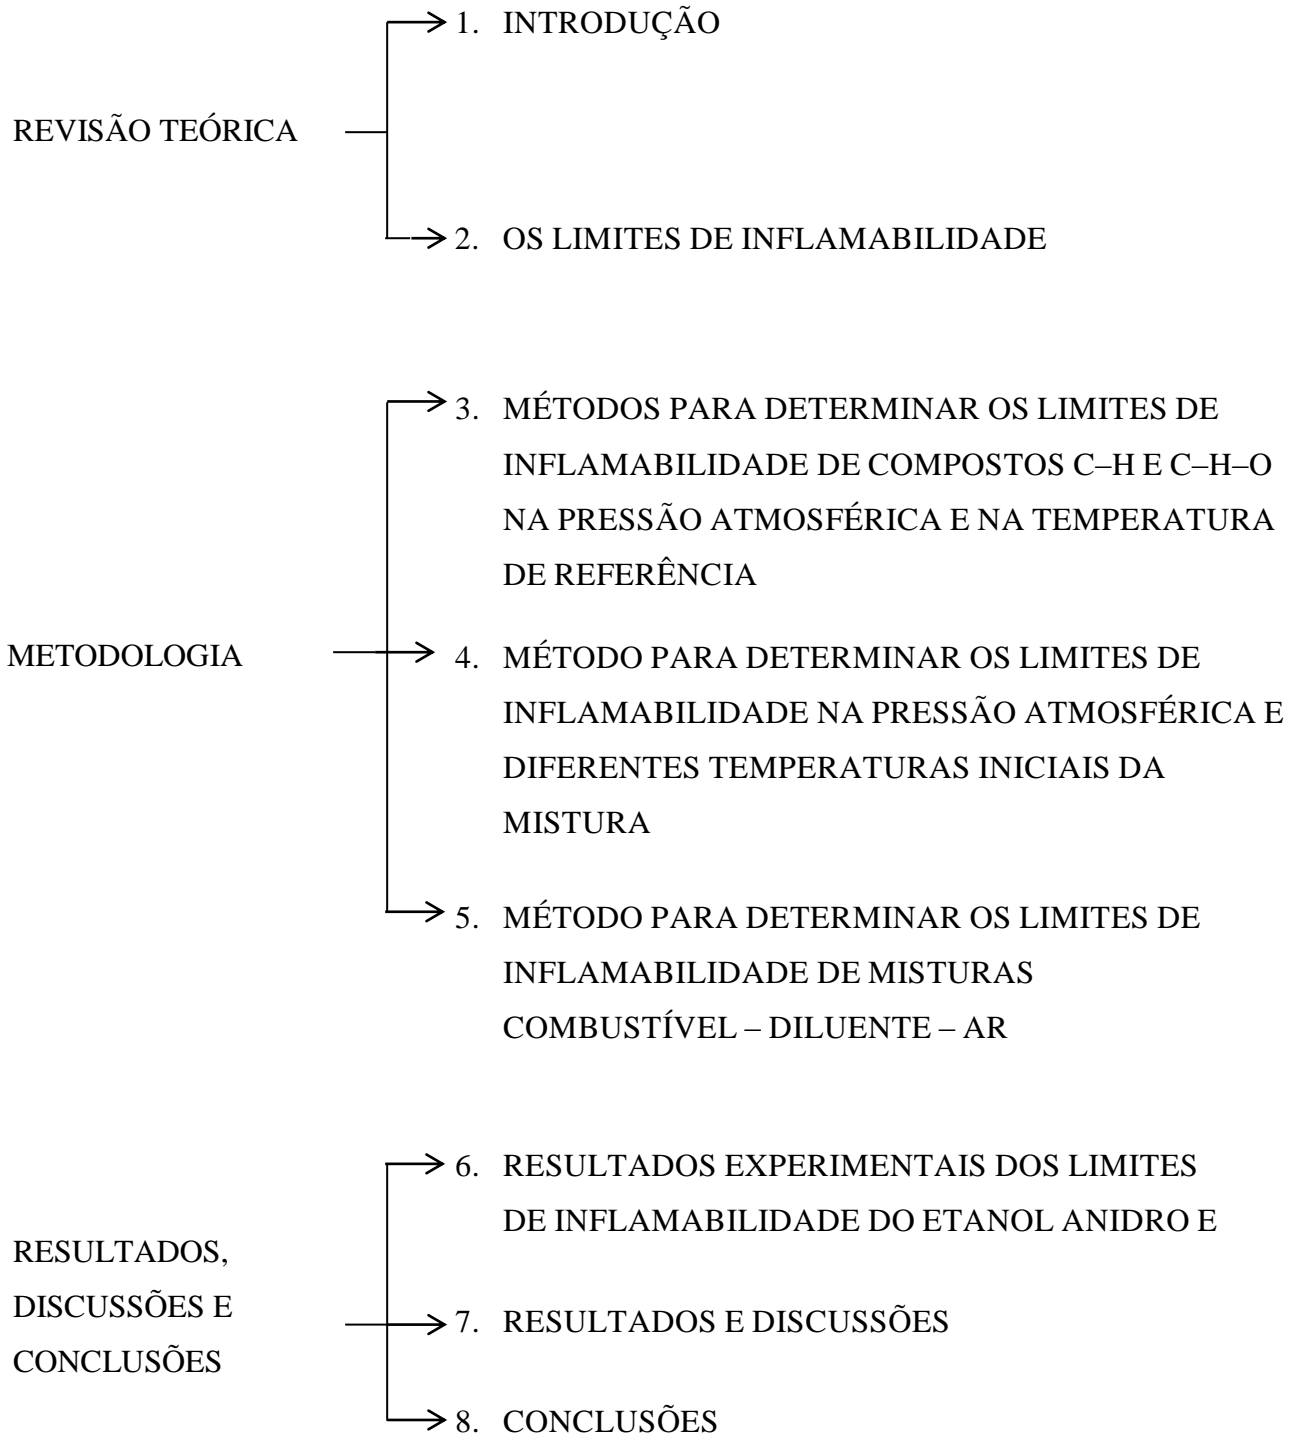 REVISÃO TEÓRICA
1. INTRODUÇÃO
2. OS LIMITES DE INFLAMABILIDADE
METODOLOGIA
3. MÉTODOS PARA DETERMINAR OS LIMITES DE
INFLAMABILIDADE DE COMPOSTOS C–H E C–H–O
NA PRESSÃO ATMOSFÉRICA E NA TEMPERATURA
DE REFERÊNCIA
4. MÉTODO PARA DETERMINAR OS LIMITES DE
INFLAMABILIDADE NA PRESSÃO ATMOSFÉRICA E
DIFERENTES TEMPERATURAS INICIAIS DA
MISTURA
5. MÉTODO PARA DETERMINAR OS LIMITES DE
INFLAMABILIDADE DE MISTURAS
COMBUSTÍVEL – DILUENTE – AR
RESULTADOS,
DISCUSSÕES E
CONCLUSÕES
6. RESULTADOS EXPERIMENTAIS DOS LIMITES
DE INFLAMABILIDADE DO ETANOL ANIDRO E
7. RESULTADOS E DISCUSSÕES
8. CONCLUSÕES